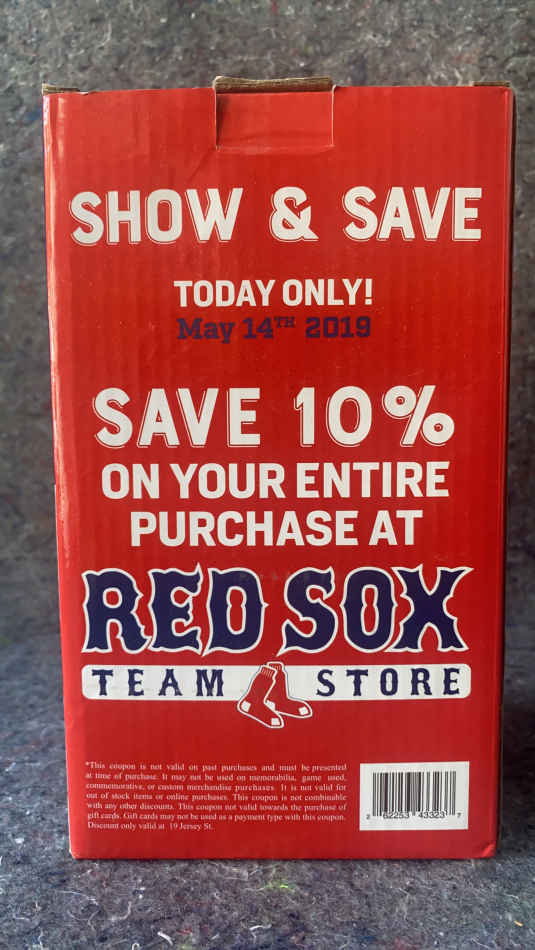 SHOW & SAVE
TODAY ONLY!
May 14TH 2019
SAVE 10%
ON YOUR ENTIRE
PURCHASE AT
RED SOX
TEAM STORE
*This coupon is not valid on past purchases and must be presented
at time of purchase. It may not be used on memorabilia, game used,
commemorative, or custom merchandise purchases. It is not valid for
out of stock items or online purchases. This coupon is not combinable
with any other discounts. This coupon not valid towards the purchase of
gift cards. Gift cards may not be used as a payment type with this coupon.
Discount only valid at 19 Jersey St.
2 62253 43323 7